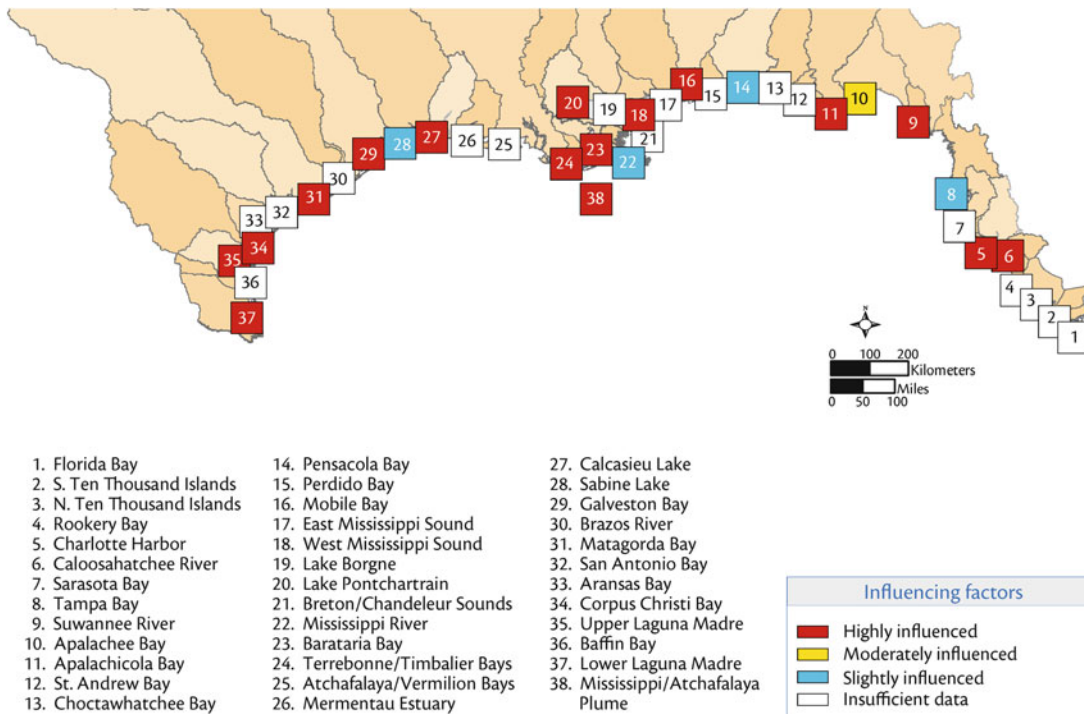 20
19
18
17
16
15
14
13
12
11
10
9
29
28
27
26
25
24
23
22
21
38
31
30
33
32
35
34
36
37
8
7
5
6
4
3
2
1
N
0 100 200
Kilometers
Miles
0 50 100
1. Florida Bay
2. S. Ten Thousand Islands
3. N. Ten Thousand Islands
4. Rookery Bay
5. Charlotte Harbor
6. Caloosahatchee River
7. Sarasota Bay
8. Tampa Bay
9. Suwannee River
10. Apalachee Bay
11. Apalachicola Bay
12. St. Andrew Bay
13. Choctawhatchee Bay
14. Pensacola Bay
15. Perdido Bay
16. Mobile Bay
17. East Mississippi Sound
18. West Mississippi Sound
19. Lake Borgne
20. Lake Pontchartrain
21. Breton/Chandeleur Sounds
22. Mississippi River
23. Barataria Bay
24. Terrebonne/Timbalier Bays
25. Atchafalaya/Vermilion Bays
26. Mermentau Estuary
27. Calcasieu Lake
28. Sabine Lake
29. Galveston Bay
30. Brazos River
31. Matagorda Bay
32. San Antonio Bay
33. Aransas Bay
34. Corpus Christi Bay
35. Upper Laguna Madre
36. Baffin Bay
37. Lower Laguna Madre
38. Mississippi/Atchafalaya
Plume
Influencing factors
Highly influenced
Moderately influenced
Slightly influenced
Insufficient data